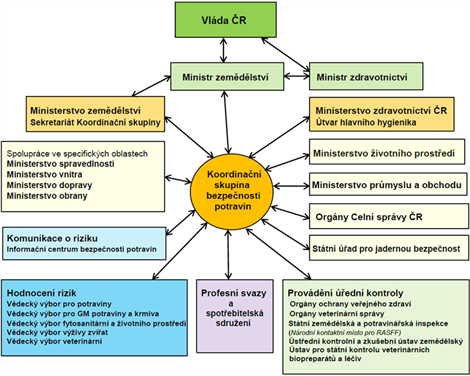 Vláda ČR
Ministr zemědělství
Ministr zdravotnictví
Ministerstvo zemědělství
Sekretariát Koordinační skupiny
Ministerstvo zdravotnictví ČR
Útvar hlavního hygienika
Spolupráce ve specifických oblastech
Ministerstvo spravedlnosti
Ministerstvo vnitra
Ministerstvo dopravy
Ministerstvo obrany
Koordinační
skupina
bezpečnosti
potravin
Ministerstvo životního prostředí
Ministerstvo průmyslu a obchodu
Orgány Celní správy ČR
Státní úřad pro jadernou bezpečnost
Komunikace o riziku
Informační centrum bezpečnosti potravin
Hodnocení rizik
Vědecký výbor pro potraviny
Vědecký výbor pro GM potraviny a krmiva
Vědecký výbor fytosanitární a životního prostředí
Vědecký výbor výživy zvířat
Vědecký výbor veterinární
Profesní svazy
a
spotřebitelská
sdružení
Provádění úřední kontroly
Orgány ochrany veřejného zdraví
Orgány veterinární správy
Státní zemědělská a potravinářská inspekce
(Národní kontaktní místo pro RASFF)
Ústřední kontrolní a zkušební ústav zemědělský
Ústav pro státní kontrolu veterinárních
biopreparátů a léčiv